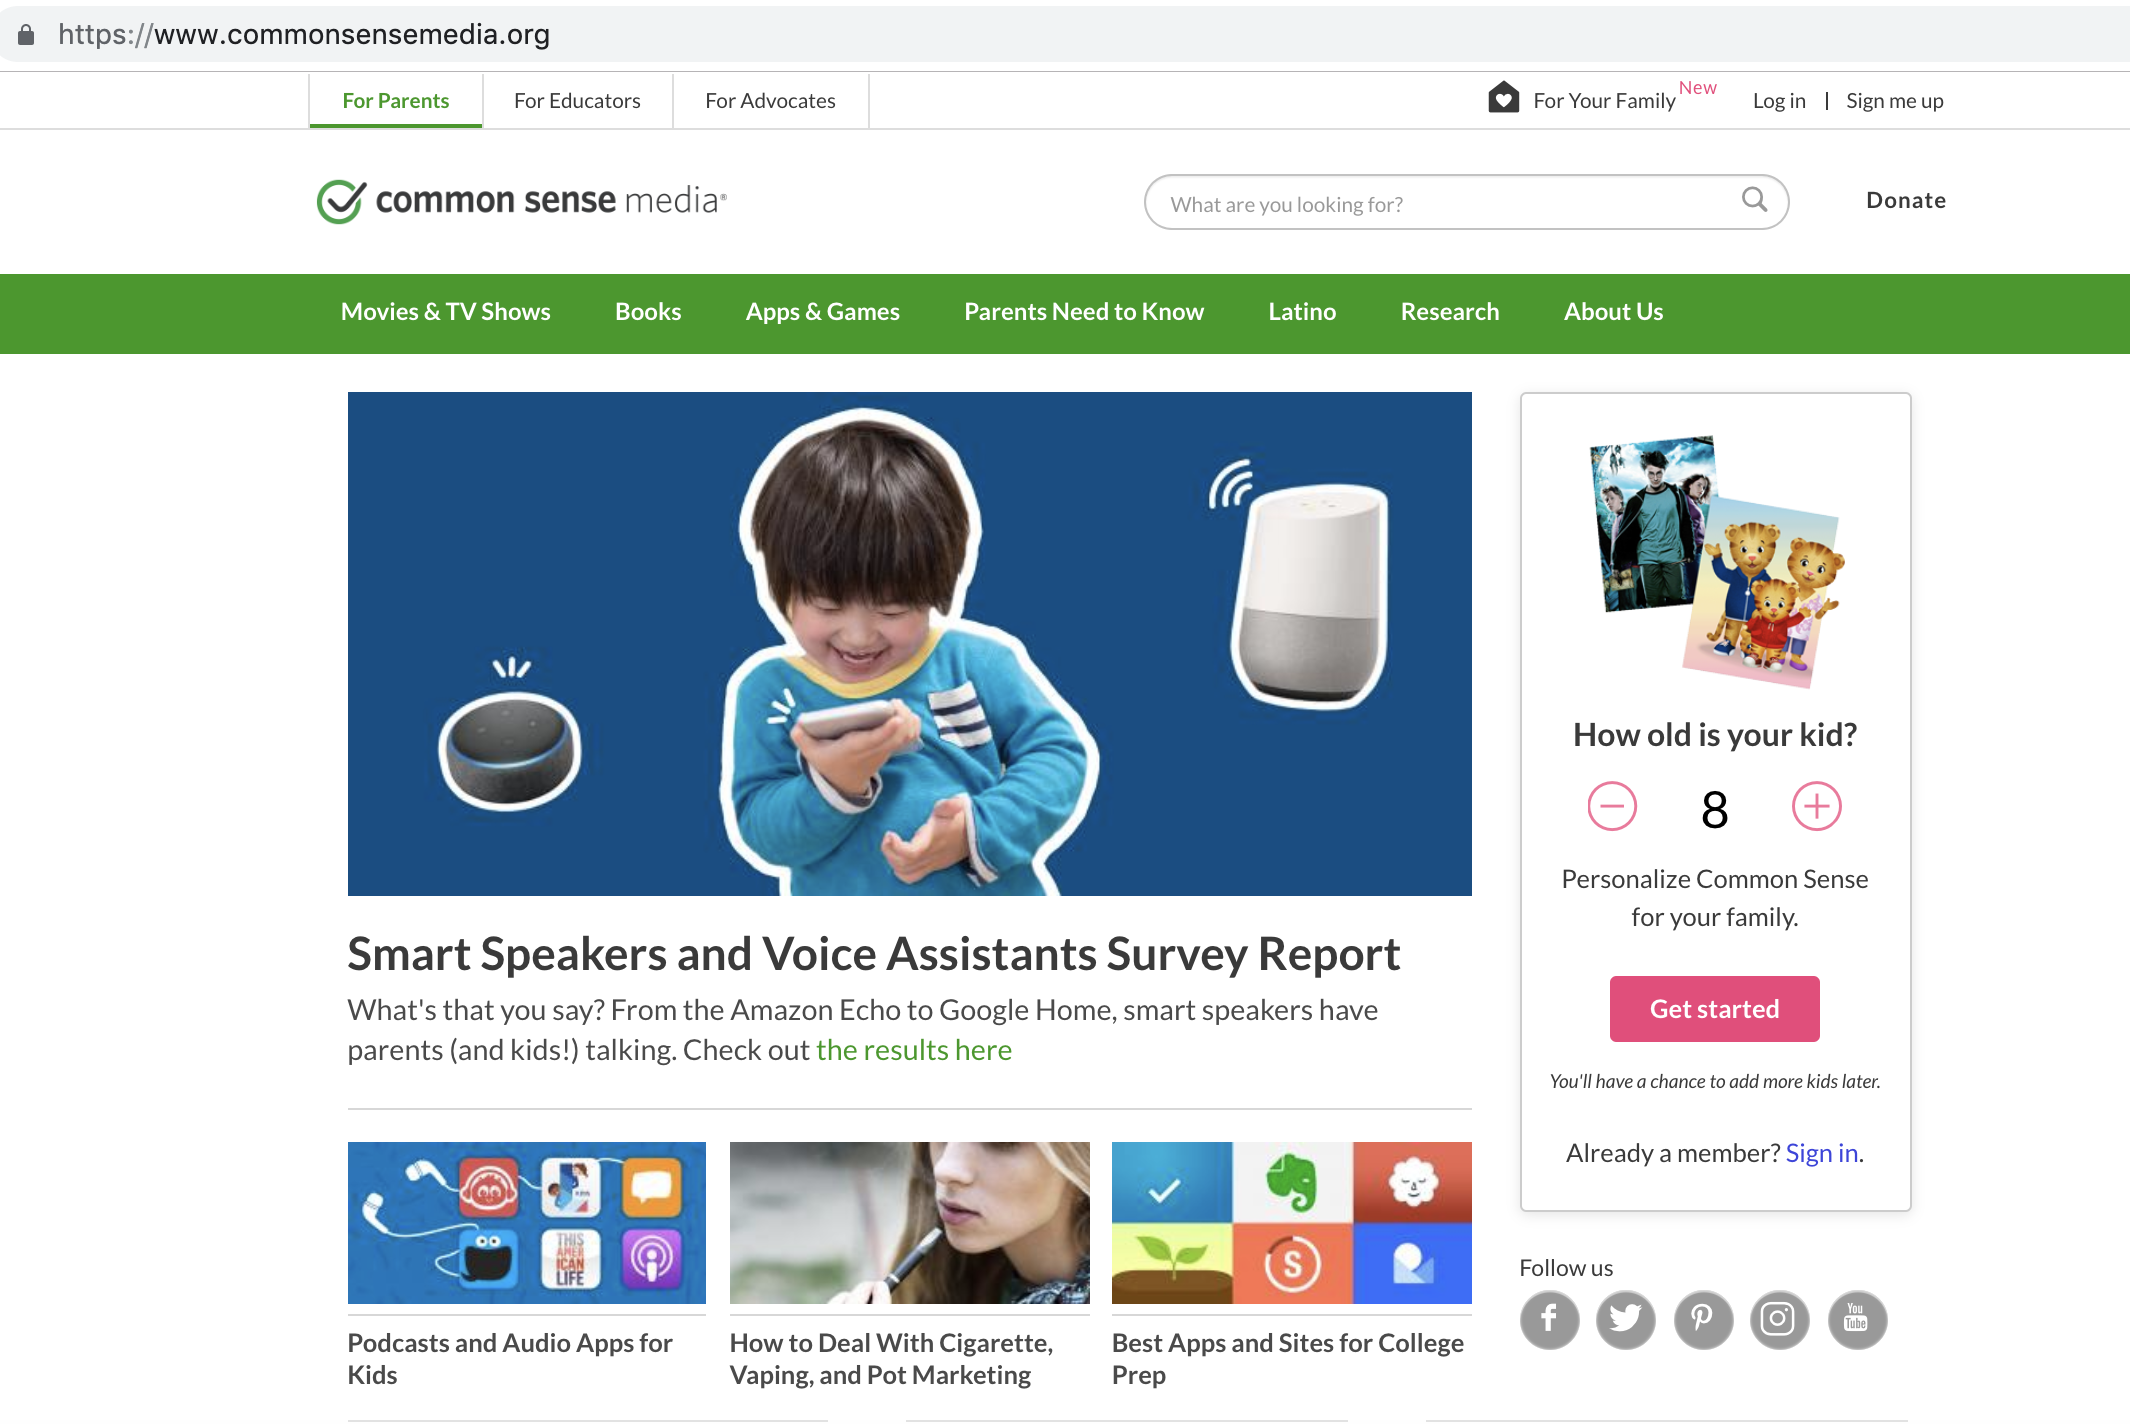 https://www.commonsensemedia.org
For Parents
For Educators
For Advocates
For Your Family New
Log in | Sign me up
common sense media®
What are you looking for?
Donate
Movies & TV Shows
Books
Apps & Games
Parents Need to Know
Latino
Research
About Us
How old is your kid?
8
Personalize Common Sense
for your family.
Get started
You'll have a chance to add more kids later.
Already a member? Sign in.
Smart Speakers and Voice Assistants Survey Report
What's that you say? From the Amazon Echo to Google Home, smart speakers have
parents (and kids!) talking. Check out the results here
THIS
AMER
ICAN
LIFE
S
Podcasts and Audio Apps for
Kids
How to Deal With Cigarette,
Vaping, and Pot Marketing
Best Apps and Sites for College
Prep
Follow us
You
Tube